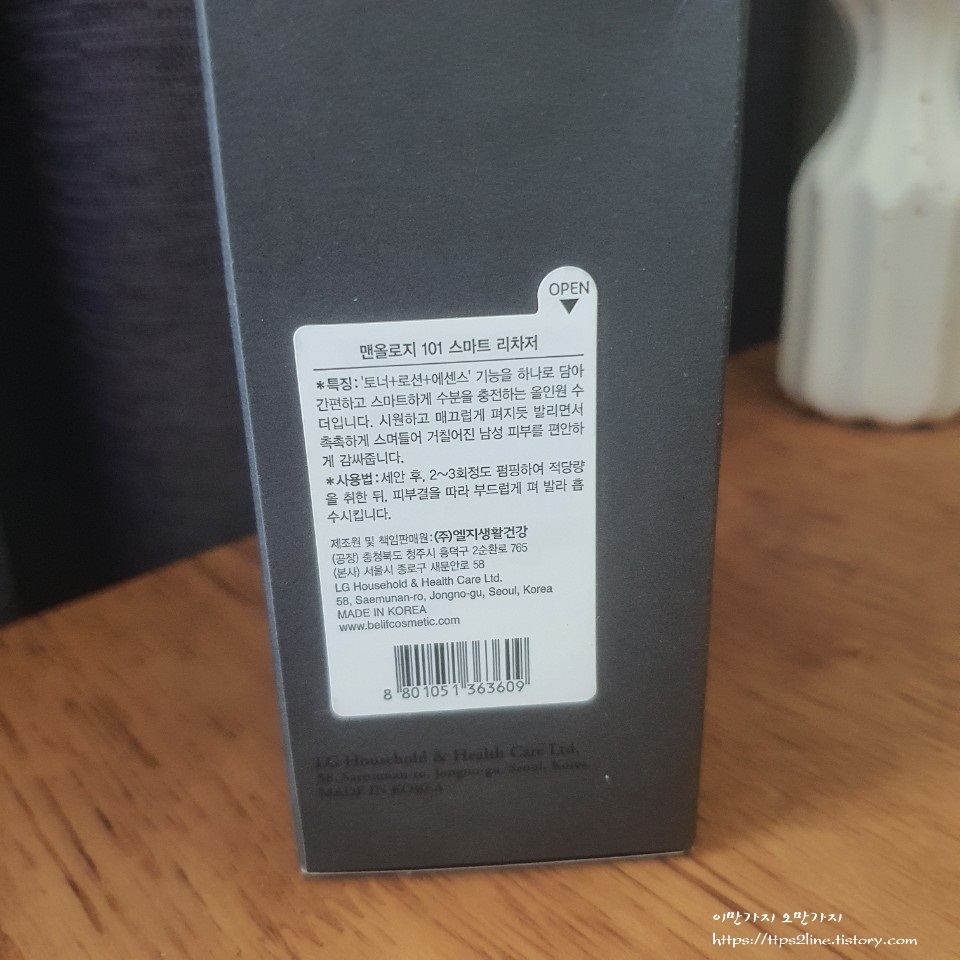 OPEN
맨올로지 101 스마트 리차저
*특징:'토너+로션+에센스' 기능을 하나로 담아
간편하고 스마트하게 수분을 충전하는 올인원 수
더입니다. 시원하고 매끄럽게 펴지듯 발리면서
촉촉하게 스며들어 거칠어진 남성 피부를 편안하
게 감싸줍니다.
*사용법:세안 후, 2~3회정도 펌핑하여 적당량
을 취한 뒤, 피부결을 따라 부드럽게 펴 발라 흡
수시킵니다.
제조원 및 책임판매원:(주)엘지생활건강
(공장) 충청북도 청주시 흥덕구 2순환로 765
(본사) 서울시 종로구 새문안로 58
LG Household & Health Care Ltd.
58, Saemunan-ro, Jongno-gu, Seoul, Korea
MADE IN KOREA
www.belifcosmetic.com
8 801051 363609
LG Household & Health Care Ltd.
58, Saemunan-ro, Jongno-gu, Seoul, Korea
MADE IN KOREA
이만가지 오만가지
https://ttps2line.tistory.com